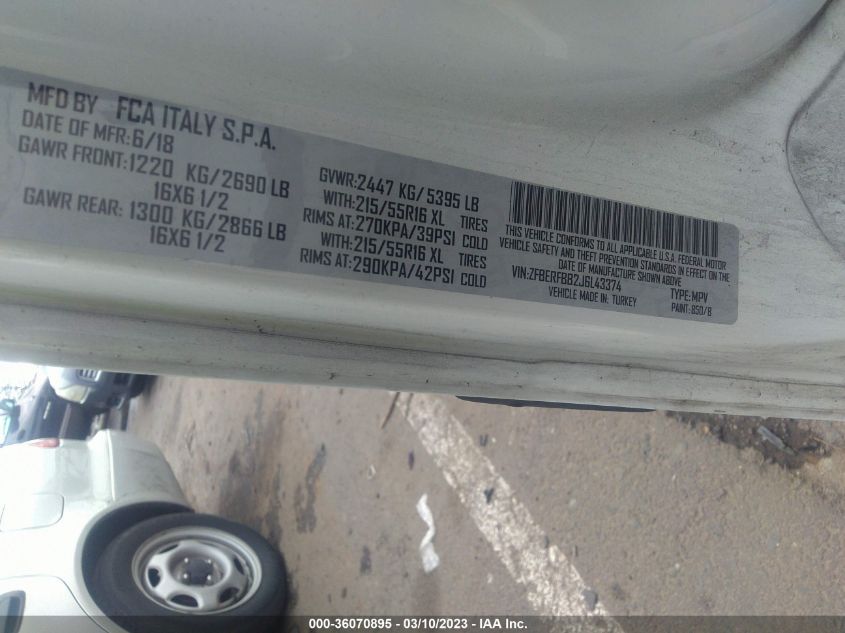 MFD BY FCA ITALY S.P.A.
DATE OF MFR:6/18
GAWR FRONT:1220 KG/2690 LB
16X6 1/2
GAWR REAR: 1300 KG/2866 LB
16X6 1/2
GVWR:2447 KG/5395 LB
WITH:215/55R16 XL TIRES
RIMS AT:270KPA/39PSI COLD
WITH:215/55R16 XL TIRES
RIMS AT:290KPA/42PSI COLD
THIS VEHICLE CONFORMS TO ALL APPLICABLE U.S.A. FEDERAL MOTOR
VEHICLE SAFETY AND THEFT PREVENTION STANDARDS IN EFFECT ON THE
DATE OF MANUFACTURE SHOWN ABOVE
VIN:ZFBERFBB2J6L43374 TYPE:MPV
VEHICLE MADE IN: TURKEY PAINT:850/B
000-36070895 - 03/10/2023 - IAA Inc.